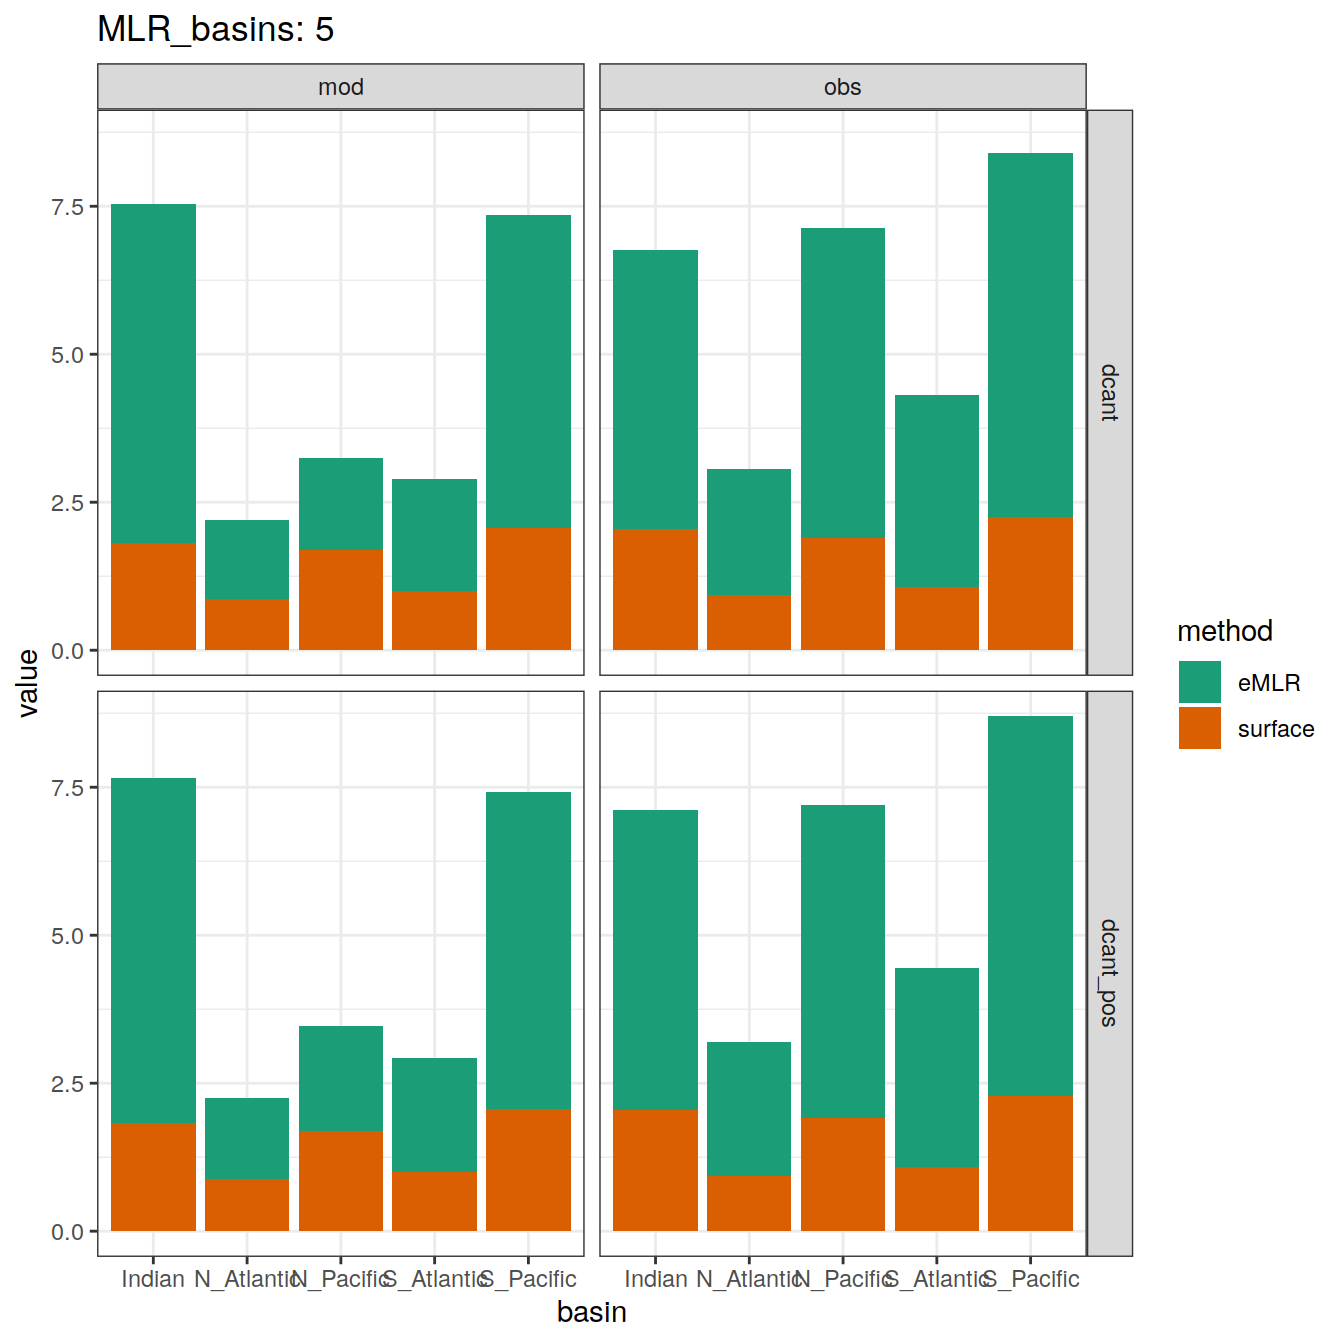 MLR_basins: 5
mod
obs
7.5
5.0
2.5
0.0
dcant
7.5
5.0
2.5
0.0
dcant_pos
value
Indian N_Atlantic N_Pacific S_Atlantic S_Pacific
Indian N_Atlantic N_Pacific S_Atlantic S_Pacific
basin
method
eMLR
surface